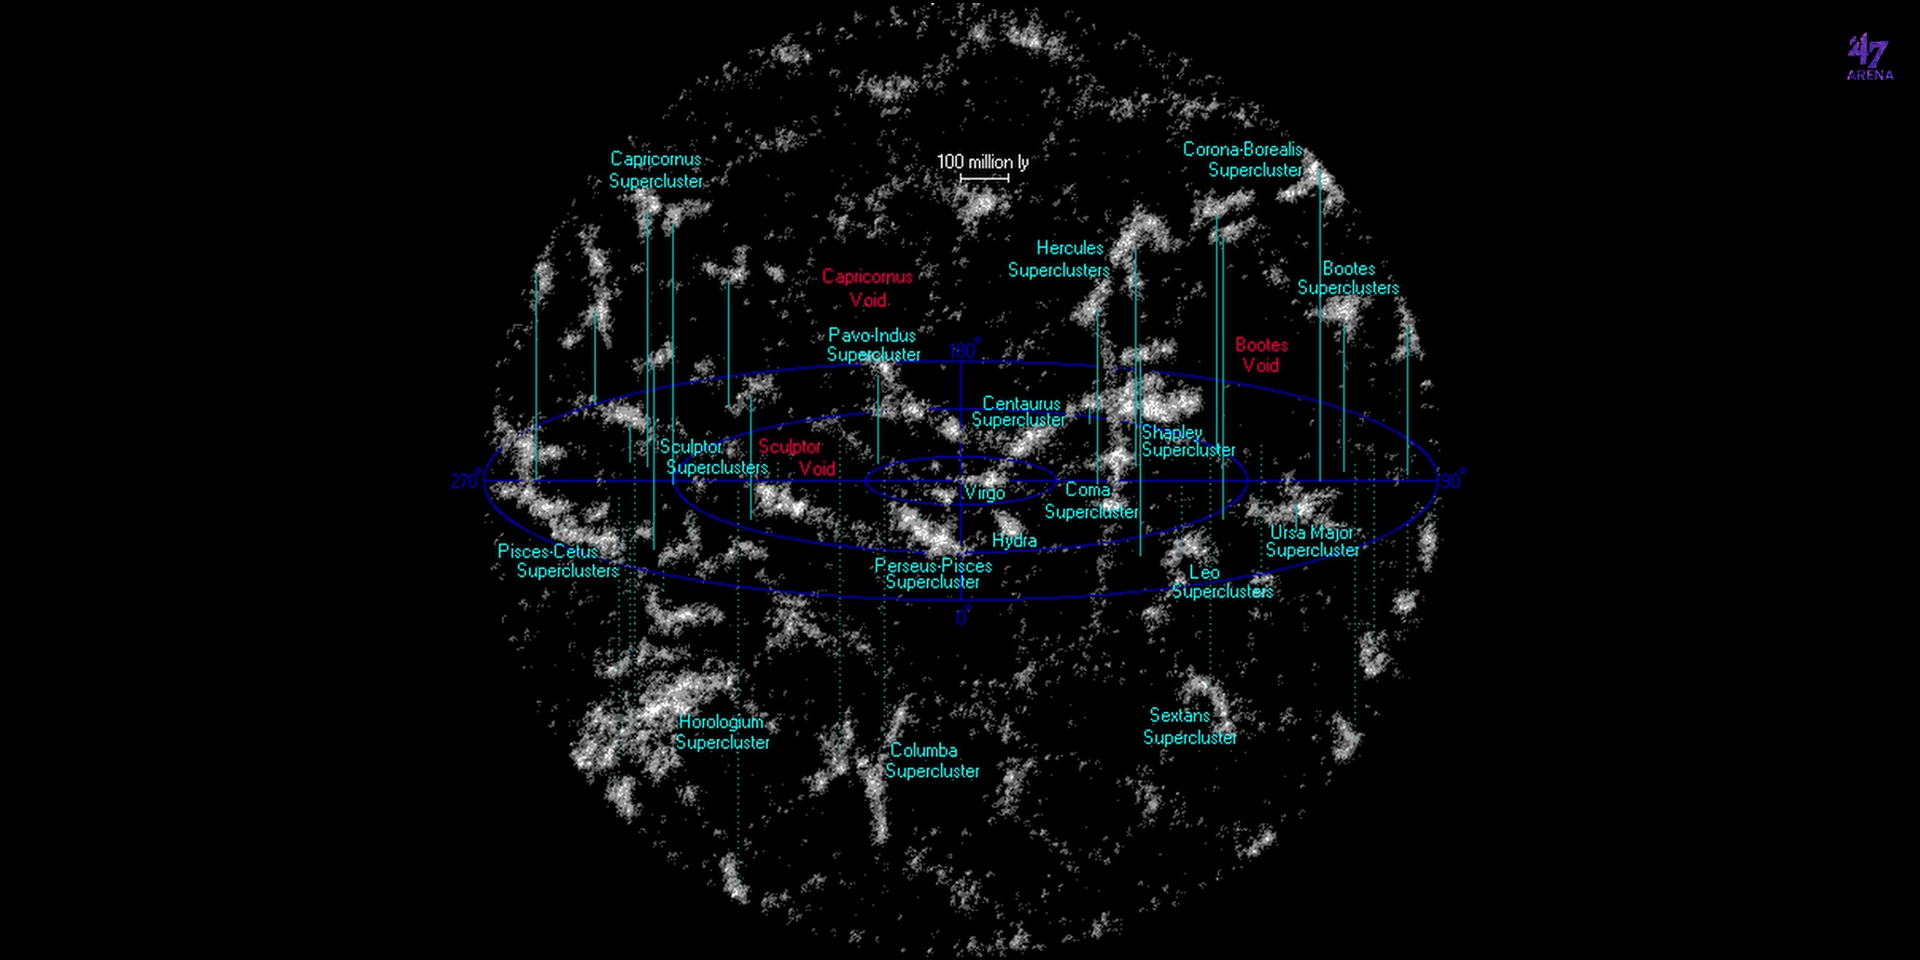 47
ARENA
Capricornus
Supercluster
100 million ly
Corona-Borealis
Supercluster
Hercules
Superclusters
Bootes
Superclusters
Capricornus
Void
Pavo-Indus
Supercluster
180°
Bootes
Void
Centaurus
Supercluster
Shapley
Supercluster
Sculptor
Superclusters
Sculptor
Void
270°
90°
Virgo
Coma
Supercluster
Hydra
Ursa Major
Supercluster
Pisces-Cetus
Superclusters
Perseus-Pisces
Supercluster
Leo
Superclusters
0°
Horologium
Supercluster
Columba
Supercluster
Sextans
Supercluster